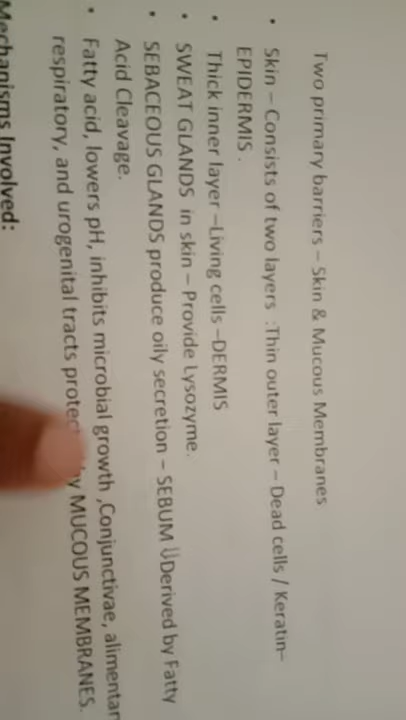 Two primary barriers – Skin & Mucous Membranes
• Skin – Consists of two layers :Thin outer layer – Dead cells / Keratin–
EPIDERMIS .
• Thick inner layer –Living cells –DERMIS
• SWEAT GLANDS in skin – Provide Lysozyme.
• SEBACEOUS GLANDS produce oily secretion – SEBUM ÜDerived by Fatty
Acid Cleavage.
• Fatty acid, lowers pH, inhibits microbial growth ,Conjunctivae, alimentar
respiratory, and urogenital tracts protec by MUCOUS MEMBRANES.
Mechanisms Involved: